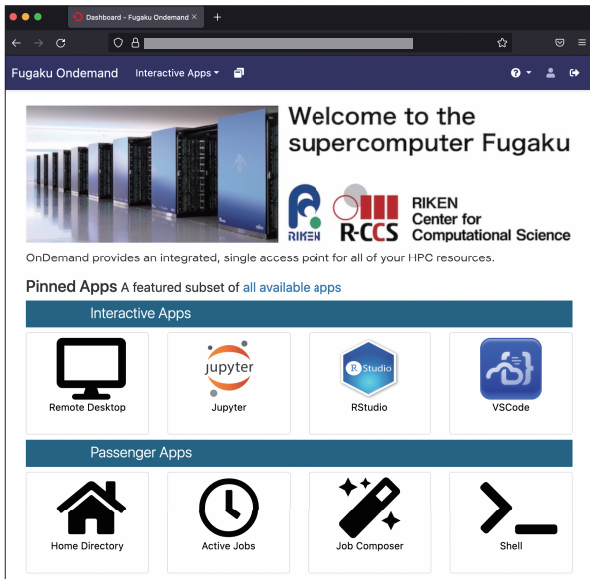 Dashboard - Fugaku Ondemand
Fugaku Ondemand Interactive Apps
Welcome to the
supercomputer Fugaku
RIKEN
R-CCS
RIKEN
Center for
Computational Science
OnDemand provides an integrated, single access point for all of your HPC resources.
Pinned Apps A featured subset of all available apps
Interactive Apps
Remote Desktop
jupyter
Jupyter
R Studio
RStudio
VSCode
Passenger Apps
Home Directory
Active Jobs
Job Composer
Shell